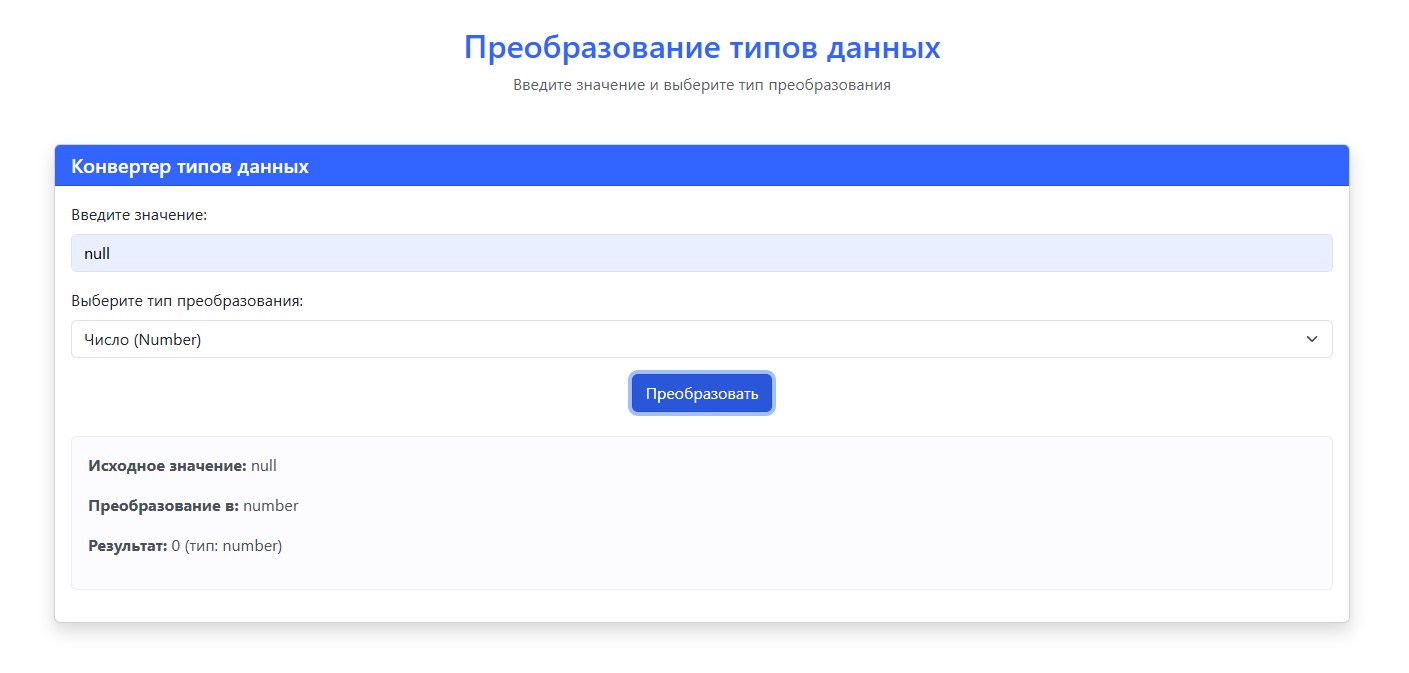 Преобразование типов данных
Введите значение и выберите тип преобразования
Конвертер типов данных
Введите значение:
null
Выберите тип преобразования:
Число (Number)
Преобразовать
Исходное значение: null
Преобразование в: number
Результат: 0 (тип: number)